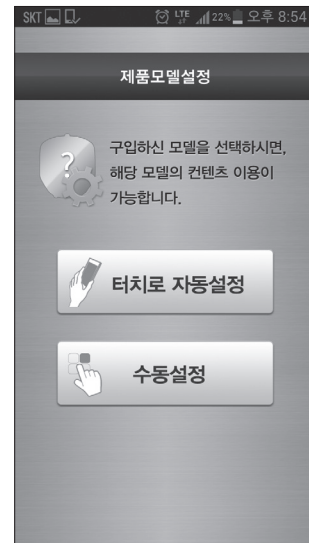 SKT LTE 22% 오후 8:54
제품모델설정
?
구입하신 모델을 선택하시면,
해당 모델의 컨텐츠 이용이
가능합니다.
터치로 자동설정
수동설정